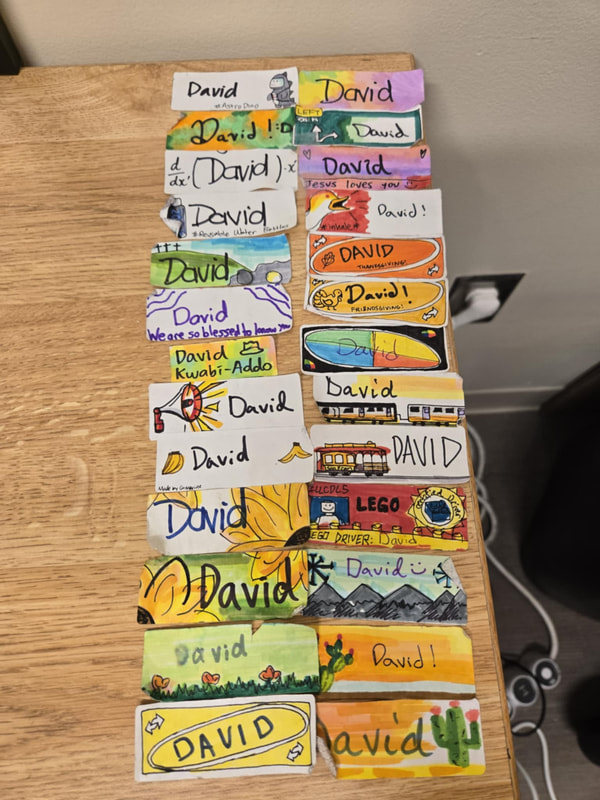 David
#AstroDino
David
David !:D
LEFT
David
d/dx (David) · x
David
Jesus loves you
David
#Reusable Water Bottles
David!
David
DAVID
THANKSGIVING!
David
We are so blessed to know you
David!
FRIENDSGIVING!
David
Kwabi-Addo
David
David
David
David
DAVID
David
LEGO
LEGO DRIVER: David
David
David
David
David!
DAVID
David